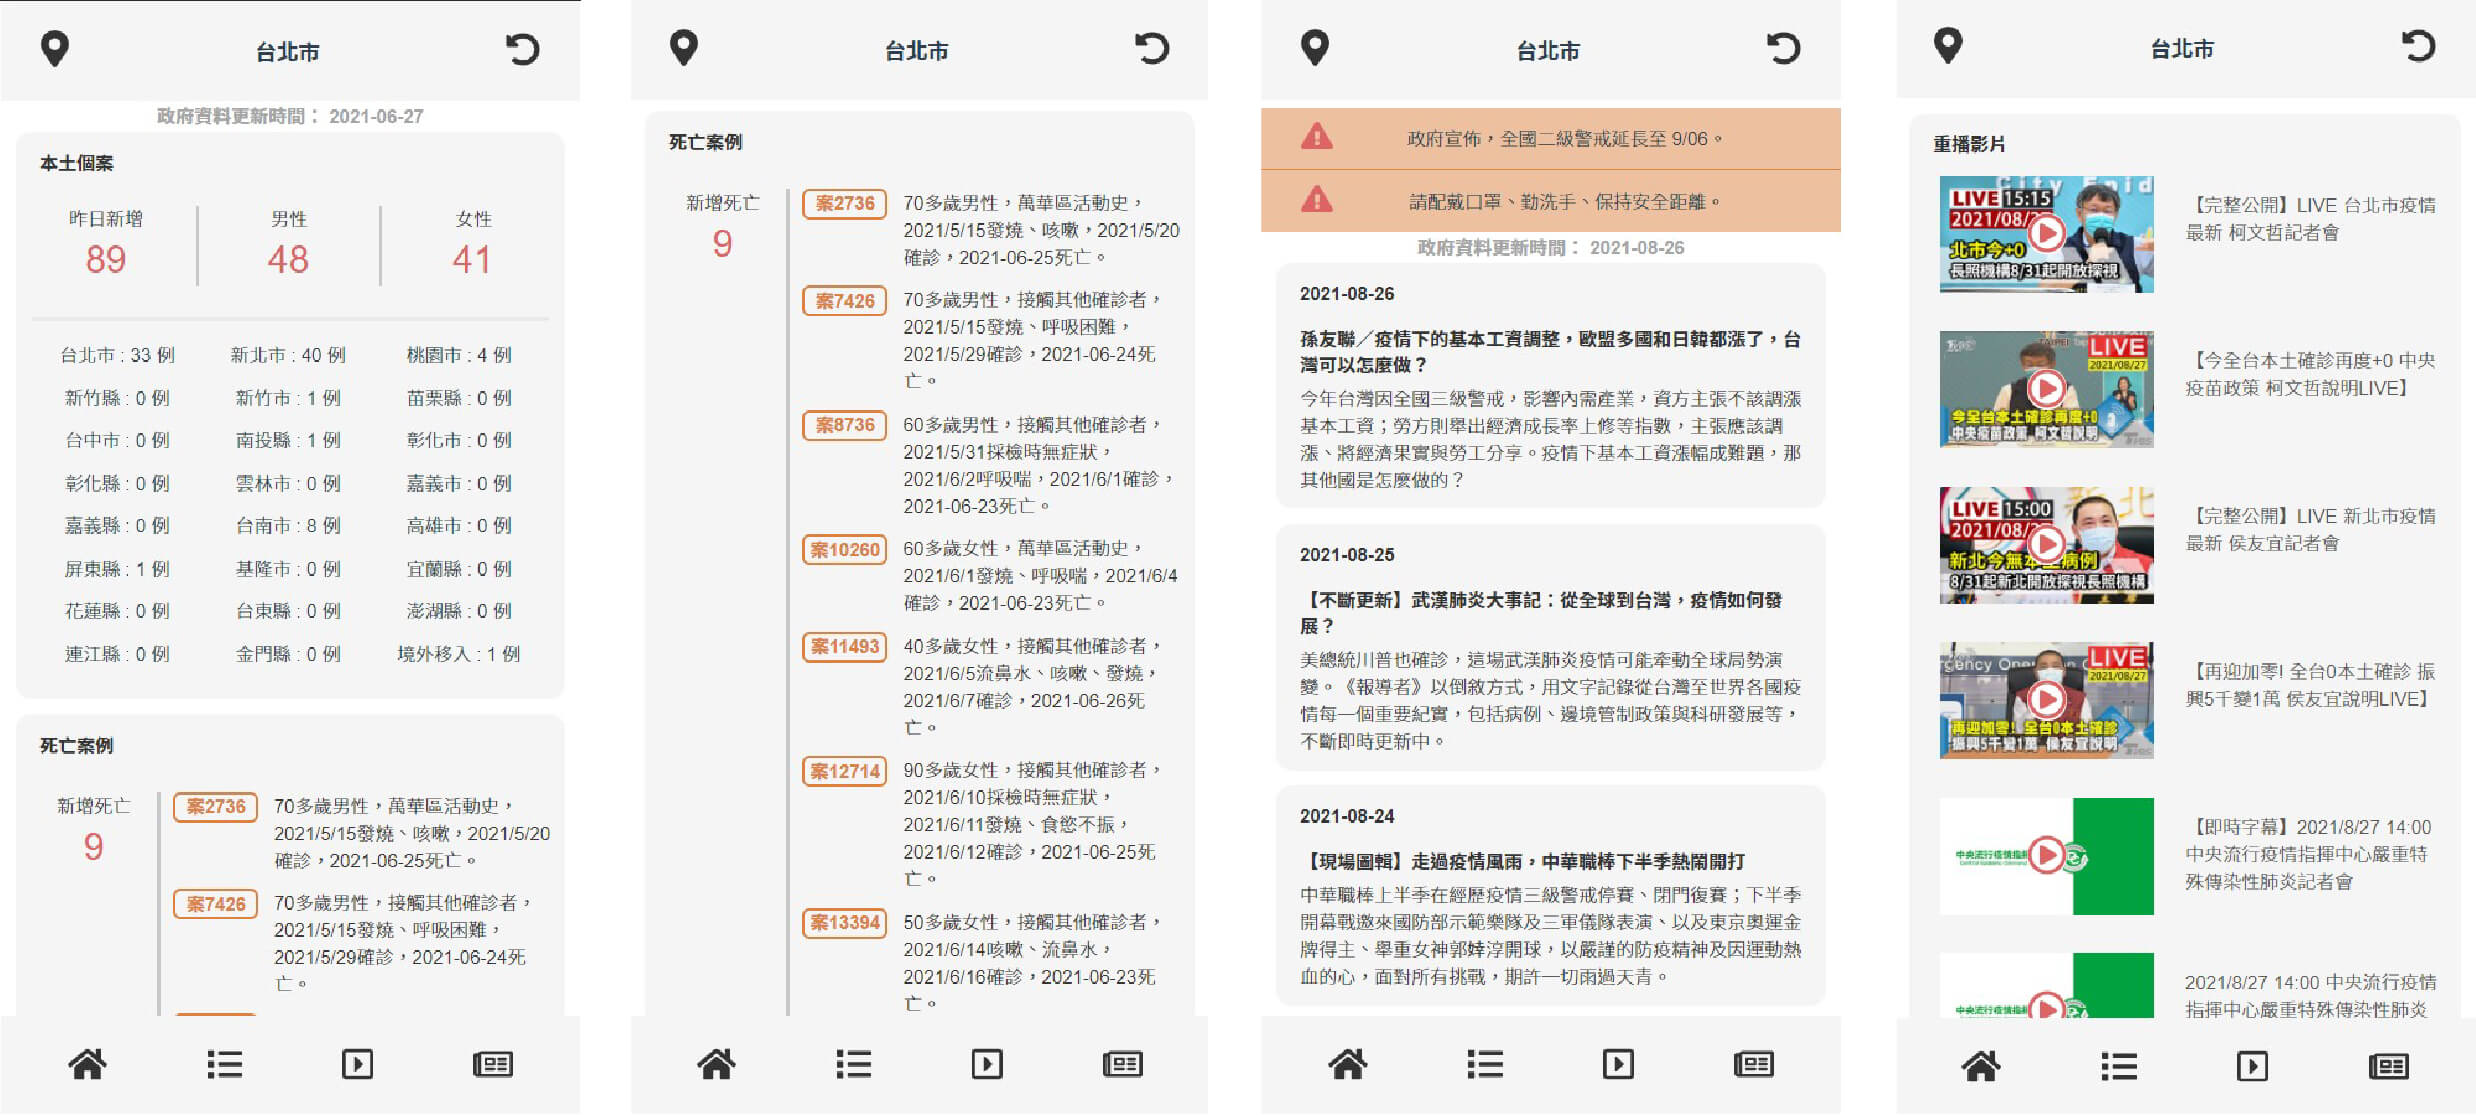 台北市
政府資料更新時間： 2021-06-27
本土個案
昨日新增 男性 女性
89 48 41
台北市 : 33 例 新北市 : 40 例 桃園市 : 4 例
新竹縣 : 0 例 新竹市 : 1 例 苗栗縣 : 0 例
台中市 : 0 例 南投縣 : 1 例 彰化市 : 0 例
彰化縣 : 0 例 雲林市 : 0 例 嘉義市 : 0 例
嘉義縣 : 0 例 台南市 : 8 例 高雄市 : 0 例
屏東縣 : 1 例 基隆市 : 0 例 宜蘭縣 : 0 例
花蓮縣 : 0 例 台東縣 : 0 例 澎湖縣 : 0 例
連江縣 : 0 例 金門縣 : 0 例 境外移入 : 1 例
死亡案例
新增死亡
9
案2736
70多歲男性，萬華區活動史，
2021/5/15發燒、咳嗽，2021/5/20
確診，2021-06-25死亡。
案7426
70多歲男性，接觸其他確診者，
2021/5/15發燒、呼吸困難，
2021/5/29確診，2021-06-24死
亡。
台北市
死亡案例
新增死亡
9
案2736
70多歲男性，萬華區活動史，
2021/5/15發燒、咳嗽，2021/5/20
確診，2021-06-25死亡。
案7426
70多歲男性，接觸其他確診者，
2021/5/15發燒、呼吸困難，
2021/5/29確診，2021-06-24死
亡。
案8736
60多歲男性，接觸其他確診者，
2021/5/31採檢時無症狀，
2021/6/2呼吸喘，2021/6/1確診，
2021-06-23死亡。
案10260
60多歲女性，萬華區活動史，
2021/6/1發燒、呼吸喘，2021/6/4
確診，2021-06-23死亡。
案11493
40多歲女性，接觸其他確診者，
2021/6/5流鼻水、咳嗽、發燒，
2021/6/7確診，2021-06-26死
亡。
案12714
90多歲女性，接觸其他確診者，
2021/6/10採檢時無症狀，
2021/6/11發燒、食慾不振，
2021/6/12確診，2021-06-25死
亡。
案13394
50多歲女性，接觸其他確診者，
2021/6/14咳嗽、流鼻水，
2021/6/16確診，2021-06-23死
亡。
台北市
政府宣佈，全國二級警戒延長至 9/06。
請配戴口罩、勤洗手、保持安全距離。
政府資料更新時間： 2021-08-26
2021-08-26
孫友聯／疫情下的基本工資調整，歐盟多國和日韓都漲了，台
灣可以怎麼做？
今年台灣因全國三級警戒，影響內需產業，資方主張不該調漲
基本工資；勞方則舉出經濟成長率上修等指數，主張應該調
漲、將經濟果實與勞工分享。疫情下基本工資漲幅成難題，那
其他國是怎麼做的？
2021-08-25
【不斷更新】武漢肺炎大事記：從全球到台灣，疫情如何發
展？
美總統川普也確診，這場武漢肺炎疫情可能牽動全球局勢演
變。《報導者》以倒敘方式，用文字記錄從台灣至世界各國疫
情每一個重要紀實，包括病例、邊境管制政策與科研發展等，
不斷即時更新中。
2021-08-24
【現場圖輯】走過疫情風雨，中華職棒下半季熱鬧開打
中華職棒上半季在經歷疫情三級警戒停賽、閉門復賽；下半季
開幕戰邀來國防部示範樂隊及三軍儀隊表演、以及東京奧運金
牌得主、舉重女神郭婞淳開球，以嚴謹的防疫精神及因運動熱
血的心，面對所有挑戰，期許一切雨過天青。
台北市
重播影片
LIVE 15:15
2021/08/
北市今+0
長照機構8/31起開放探視
【完整公開】LIVE 台北市疫情
最新 柯文哲記者會
LIVE
2021/08/27
今全台本土確診再度+0
中央疫苗政策 柯文哲說明
【今全台本土確診再度+0 中央
疫苗政策 柯文哲說明LIVE】
LIVE 15:00
2021/08/
新北今無本土病例
8/31起新北開放探視長照機構
【完整公開】LIVE 新北市疫情
最新 侯友宜記者會
LIVE
2021/08/27
再迎加零! 全台0本土確診
振興5千變1萬 侯友宜說明
【再迎加零! 全台0本土確診 振
興5千變1萬 侯友宜說明LIVE】
中央流行疫情指揮
【即時字幕】2021/8/27 14:00
中央流行疫情指揮中心嚴重特
殊傳染性肺炎記者會
中央流行疫情指揮
2021/8/27 14:00 中央流行疫情
指揮中心嚴重特殊傳染性肺炎